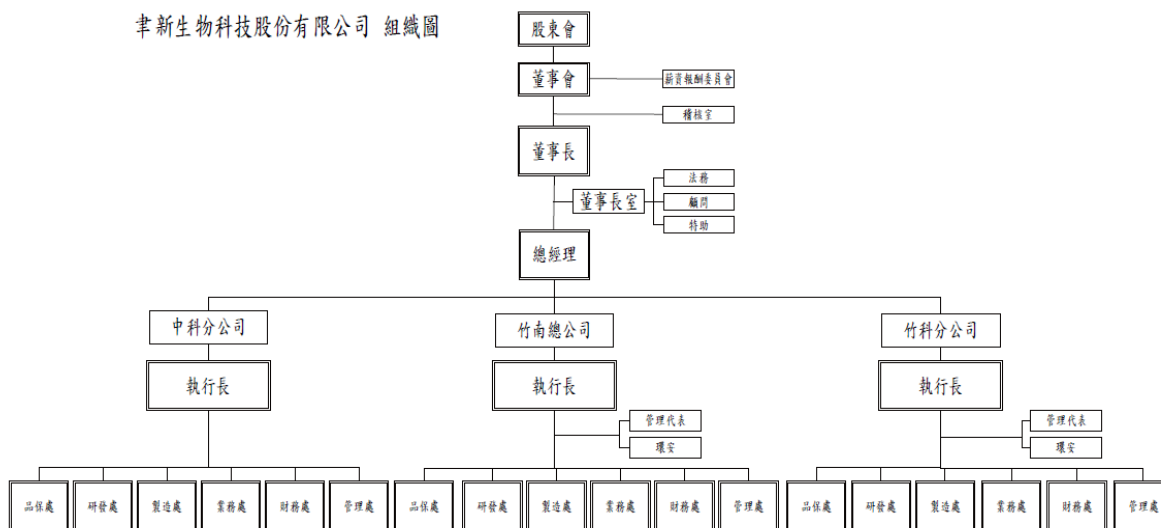 聿新生物科技股份有限公司 組織圖
股東會
董事會
薪資報酬委員會
稽核室
董事長
法務
董事長室
顧問
特助
總經理
中科分公司
竹南總公司
竹科分公司
執行長
執行長
執行長
管理代表
管理代表
環安
環安
品保處
研發處
製造處
業務處
財務處
管理處
品保處
研發處
製造處
業務處
財務處
管理處
品保處
研發處
製造處
業務處
財務處
管理處